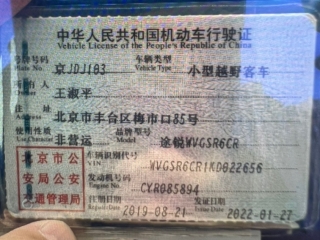 中华人民共和国机动车行驶证
Vehicle License of the People's Republic of China
号牌号码 京JDJ103 车辆类型 小型越野客车
Vehicle Type
所有人 王淑平
Owner
住址 北京市丰台区梅市口85号
Address
使用性质 非营运 品牌型号 途锐WVGSR6CR
Use Character Model
北京市公 车辆识别代号 WVGSR6CR1KD022656
VIN
安局公安 发动机号码 CYR085894
Engine No.
交通管理局 注册日期 2019-08-21 发证日期 2022-01-27
Register Date Issue Date